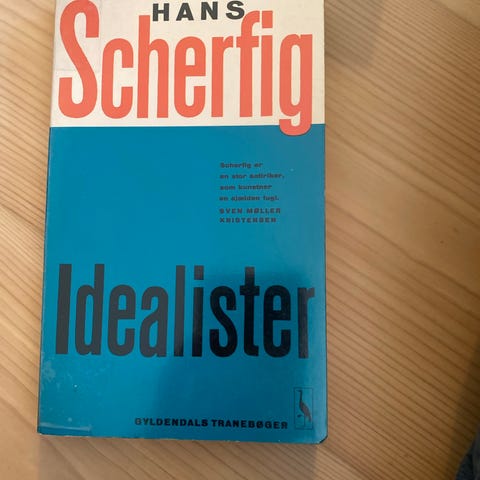 HANS
Scherfig
Scherfig er
en stor satiriker,
som kunstner
en sjælden fugl.
SVEN MØLLER
KRISTENSEN
Idealister
GYLDENDALS TRANEBØGER